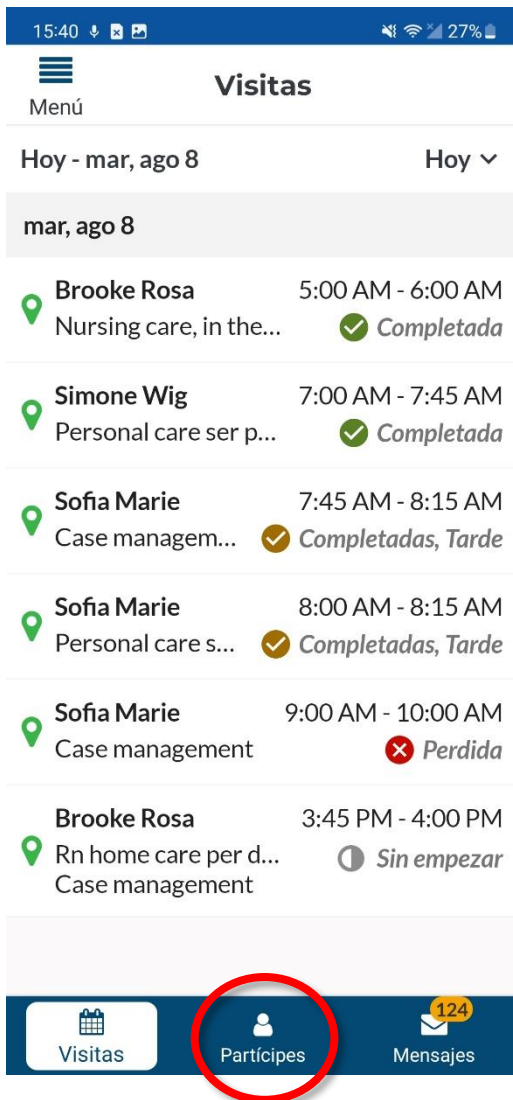 15:40 27%
Menú
Visitas
Hoy - mar, ago 8 Hoy
mar, ago 8
Brooke Rosa 5:00 AM - 6:00 AM
Nursing care, in the... Completada
Simone Wig 7:00 AM - 7:45 AM
Personal care ser p... Completada
Sofia Marie 7:45 AM - 8:15 AM
Case managem... Completadas, Tarde
Sofia Marie 8:00 AM - 8:15 AM
Personal care s... Completadas, Tarde
Sofia Marie 9:00 AM - 10:00 AM
Case management Perdida
Brooke Rosa 3:45 PM - 4:00 PM
Rn home care per d... Sin empezar
Case management
124
Visitas Partícipes Mensajes